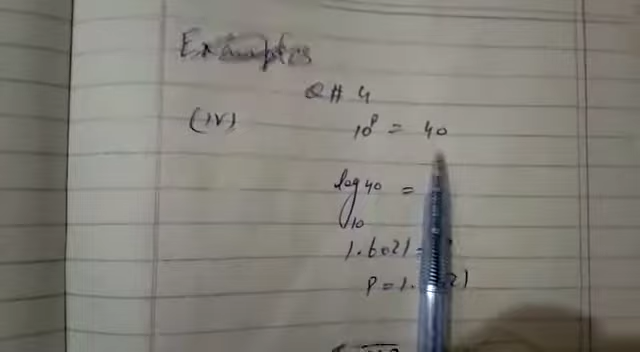 Examples
Q# 4
(IV) 10^P = 40
log 40 =
10
1.6021 =
P = 1.